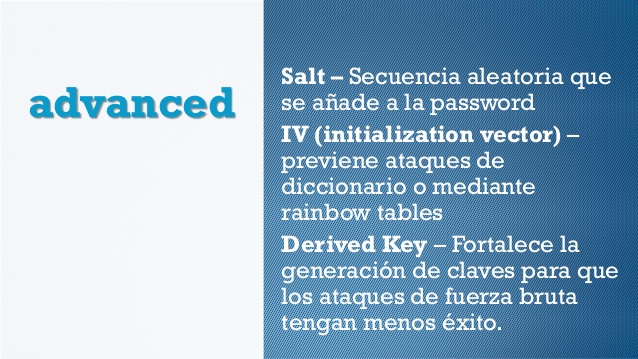 advanced
Salt – Secuencia aleatoria que
se añade a la password
IV (initialization vector) –
previene ataques de
diccionario o mediante
rainbow tables
Derived Key – Fortalece la
generación de claves para que
los ataques de fuerza bruta
tengan menos éxito.